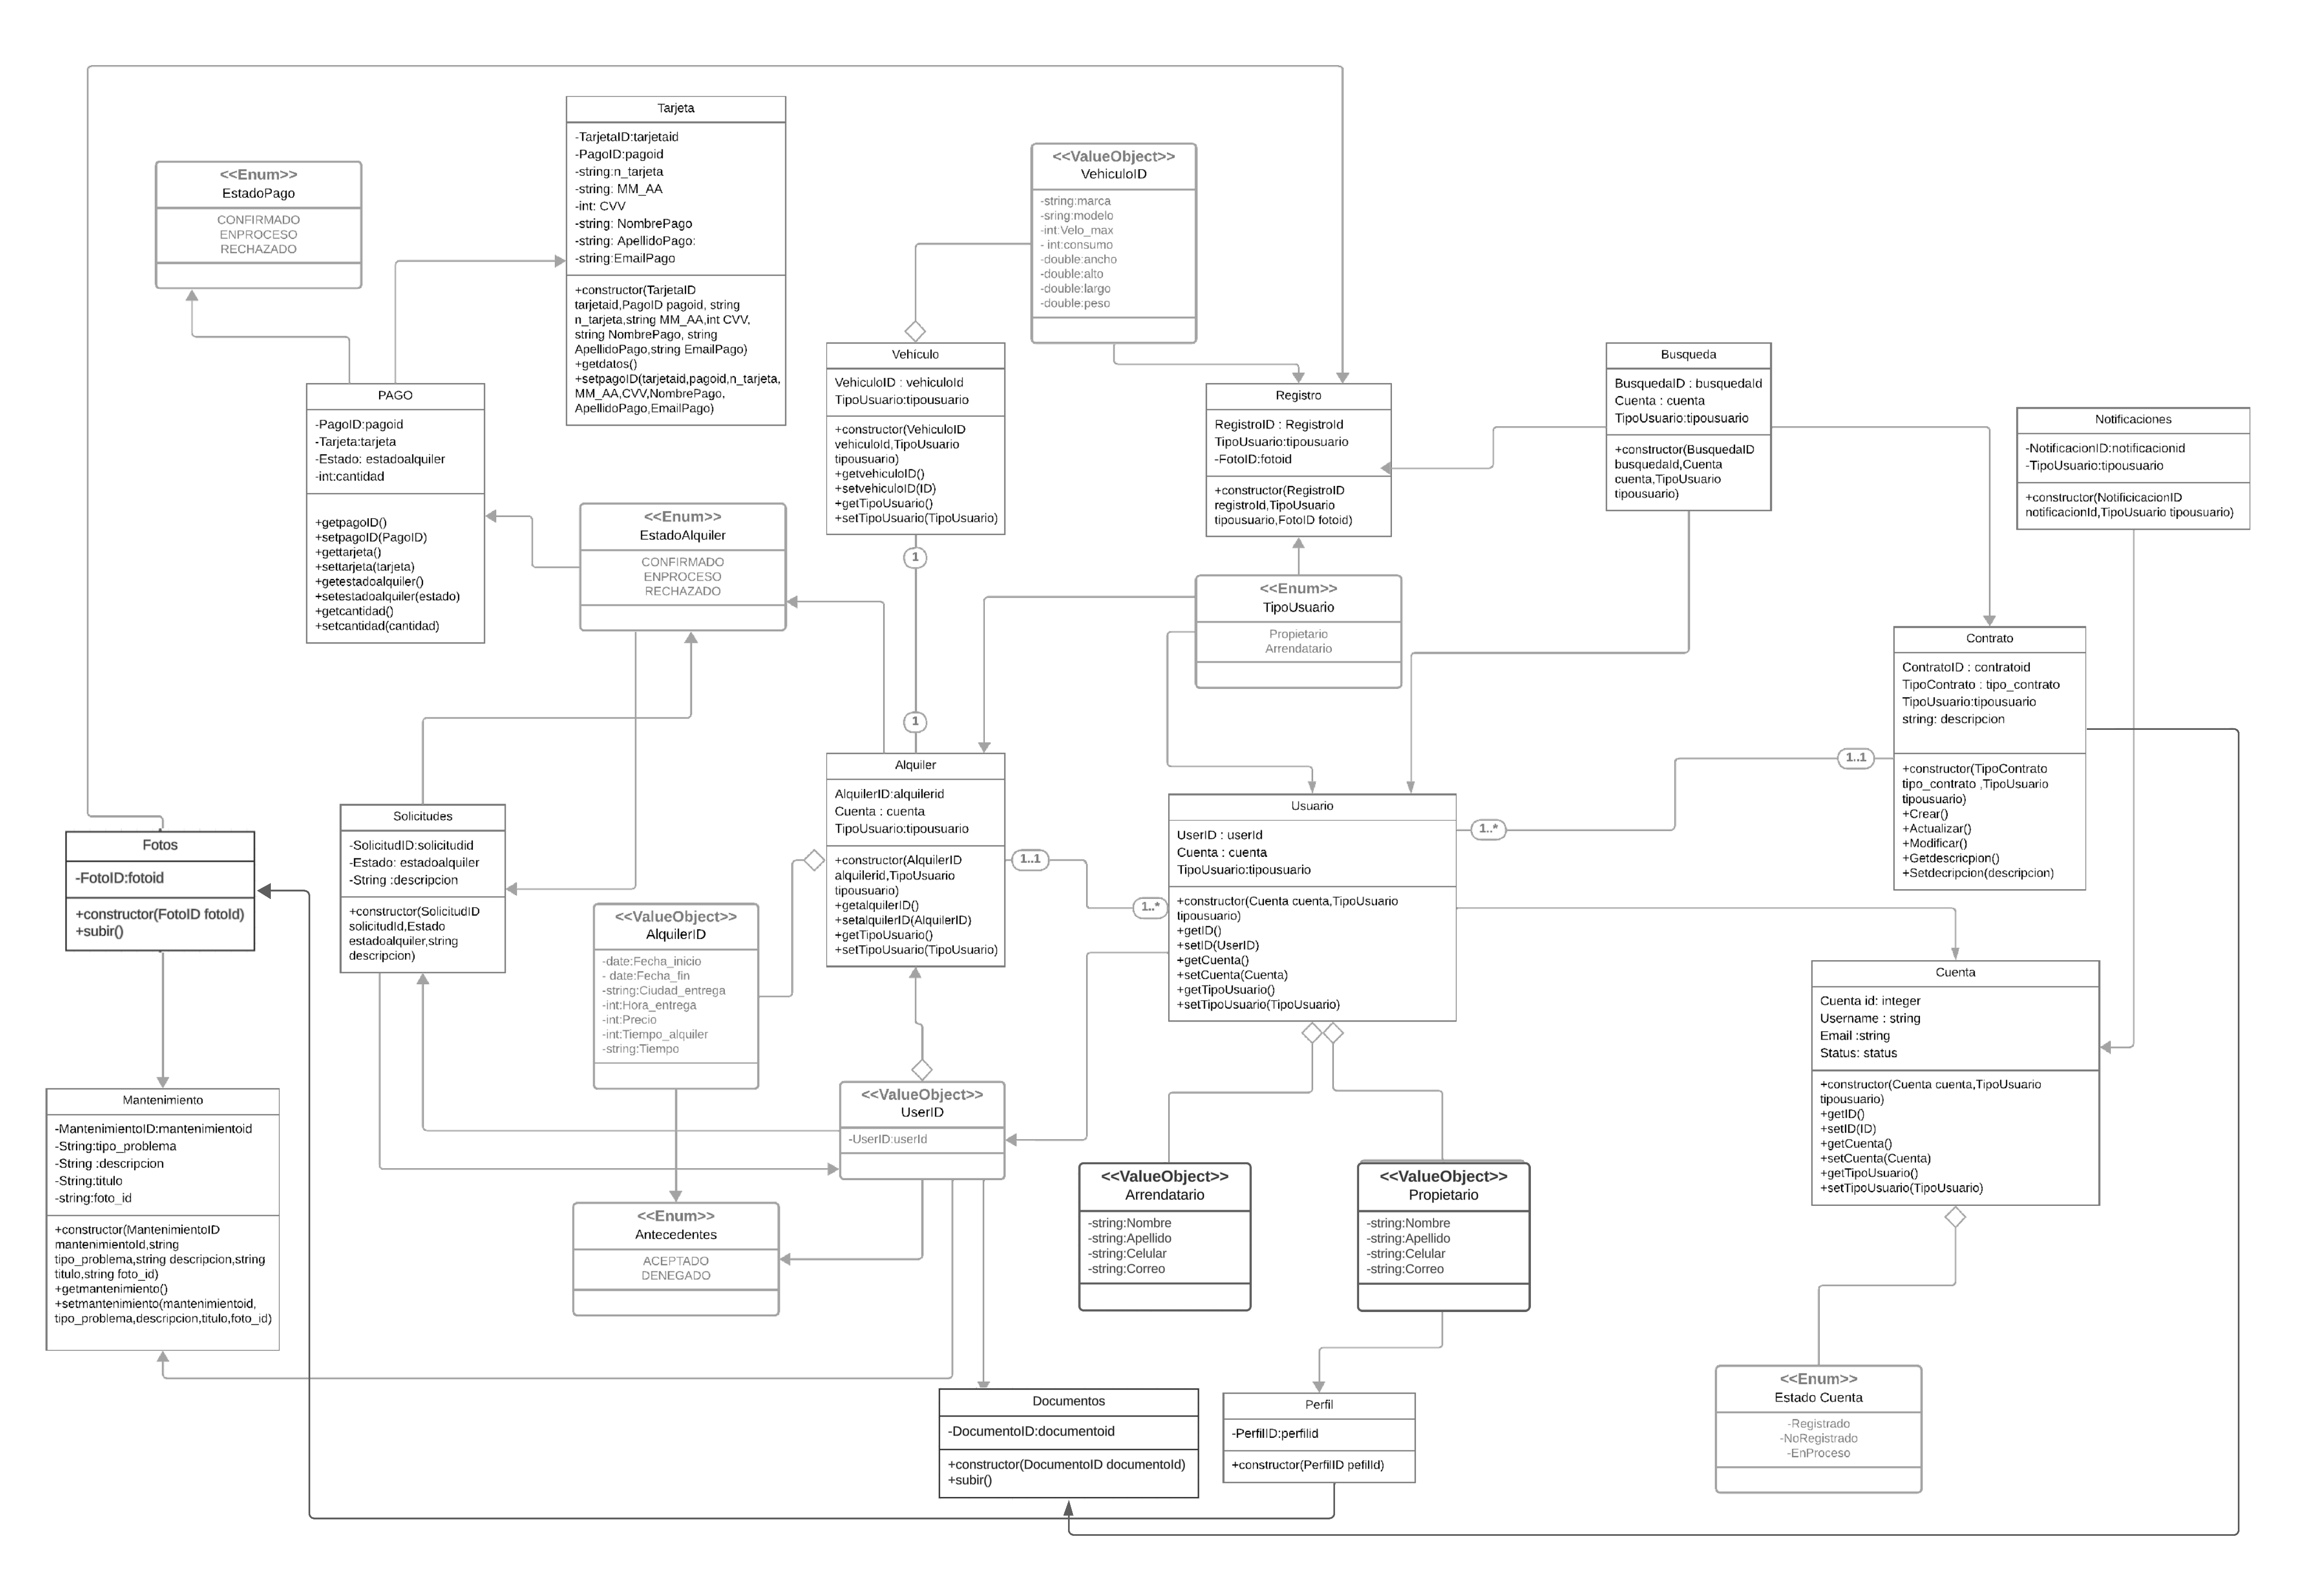 Tarjeta
-TarjetaID:tarjetaid
-PagoID:pagoid
-string:n_tarjeta
-string: MM_AA
-int: CVV
-string: NombrePago
-string: ApellidoPago:
-string:EmailPago
+constructor(TarjetaID
tarjetaid,PagoID pagoid, string
n_tarjeta,string MM_AA,int CVV,
string NombrePago, string
ApellidoPago,string EmailPago)
+getdatos()
+setpagoID(tarjetaid,pagoid,n_tarjeta,
MM_AA,CVV,NombrePago,
ApellidoPago,EmailPago)
<<Enum>>
EstadoPago
CONFIRMADO
ENPROCESO
RECHAZADO
<<ValueObject>>
VehiculoID
-string:marca
-sring:modelo
-int:Velo_max
- int:consumo
-double:ancho
-double:alto
-double:largo
-double:peso
Vehículo
VehiculoID : vehiculoId
TipoUsuario:tipousuario
+constructor(VehiculoID
vehiculoId,TipoUsuario
tipousuario)
+getvehiculoID()
+setvehiculoID(ID)
+getTipoUsuario()
+setTipoUsuario(TipoUsuario)
Registro
RegistroID : RegistroId
TipoUsuario:tipousuario
-FotoID:fotoid
+constructor(RegistroID
registroId,TipoUsuario
tipousuario,FotoID fotoid)
Busqueda
BusquedaID : busquedaId
Cuenta : cuenta
TipoUsuario:tipousuario
+constructor(BusquedaID
busquedaId,Cuenta
cuenta,TipoUsuario
tipousuario)
Notificaciones
-NotificacionID:notificacionid
-TipoUsuario:tipousuario
+constructor(NotificicacionID
notificacionId,TipoUsuario tipousuario)
PAGO
-PagoID:pagoid
-Tarjeta:tarjeta
-Estado: estadoalquiler
-int:cantidad
+getpagoID()
+setpagoID(PagoID)
+gettarjeta()
+settarjeta(tarjeta)
+getestadoalquiler()
+setestadoalquiler(estado)
+getcantidad()
+setcantidad(cantidad)
<<Enum>>
EstadoAlquiler
CONFIRMADO
ENPROCESO
RECHAZADO
1
1
<<Enum>>
TipoUsuario
Propietario
Arrendatario
Contrato
ContratoID : contratoid
TipoContrato : tipo_contrato
TipoUsuario:tipousuario
string: descripcion
+constructor(TipoContrato
tipo_contrato ,TipoUsuario
tipousuario)
+Crear()
+Actualizar()
+Modificar()
+Getdescricpion()
+Setdecripcion(descripcion)
1..1
1..*
Alquiler
AlquilerID:alquilerid
Cuenta : cuenta
TipoUsuario:tipousuario
+constructor(AlquilerID
alquilerid,TipoUsuario
tipousuario)
+getalquilerID()
+setalquilerID(AlquilerID)
+getTipoUsuario()
+setTipoUsuario(TipoUsuario)
1..1
1..*
Usuario
UserID : userId
Cuenta : cuenta
TipoUsuario:tipousuario
+constructor(Cuenta cuenta,TipoUsuario
tipousuario)
+getID()
+setID(UserID)
+getCuenta()
+setCuenta(Cuenta)
+getTipoUsuario()
+setTipoUsuario(TipoUsuario)
Solicitudes
-SolicitudID:solicitudid
-Estado: estadoalquiler
-String :descripcion
+constructor(SolicitudID
solicitudId,Estado
estadoalquiler,string
descripcion)
Fotos
-FotoID:fotoid
+constructor(FotoID fotoId)
+subir()
<<ValueObject>>
AlquilerID
-date:Fecha_inicio
- date:Fecha_fin
-string:Ciudad_entrega
-int:Hora_entrega
-int:Precio
-int:Tiempo_alquiler
-string:Tiempo
Cuenta
Cuenta id: integer
Username : string
Email :string
Status: status
+constructor(Cuenta cuenta,TipoUsuario
tipousuario)
+getID()
+setID(ID)
+getCuenta()
+setCuenta(Cuenta)
+getTipoUsuario()
+setTipoUsuario(TipoUsuario)
Mantenimiento
-MantenimientoID:mantenimientoid
-String:tipo_problema
-String :descripcion
-String:titulo
-string:foto_id
+constructor(MantenimientoID
mantenimientoId,string
tipo_problema,string descripcion,string
titulo,string foto_id)
+getmantenimiento()
+setmantenimiento(mantenimientoid,
tipo_problema,descripcion,titulo,foto_id)
<<ValueObject>>
UserID
-UserID:userId
<<Enum>>
Antecedentes
ACEPTADO
DENEGADO
<<ValueObject>>
Arrendatario
-string:Nombre
-string:Apellido
-string:Celular
-string:Correo
<<ValueObject>>
Propietario
-string:Nombre
-string:Apellido
-string:Celular
-string:Correo
Documentos
-DocumentoID:documentoid
+constructor(DocumentoID documentoId)
+subir()
Perfil
-PerfilID:perfilid
+constructor(PerfilID pefilId)
<<Enum>>
Estado Cuenta
-Registrado
-NoRegistrado
-EnProceso